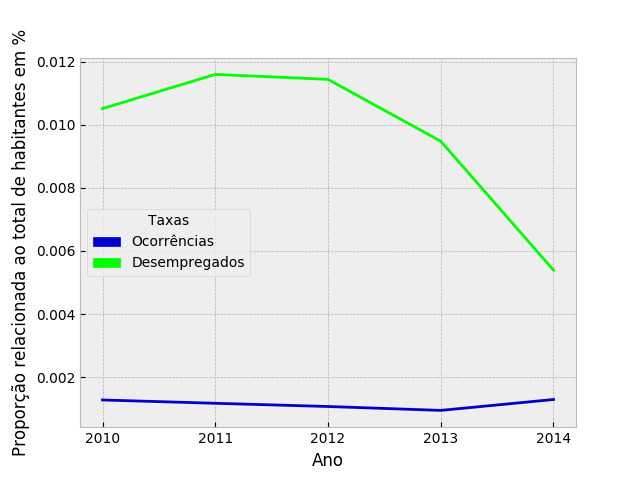 Proporção relacionada ao total de habitantes em %
0.012
0.010
0.008
0.006
0.004
0.002
Taxas
Ocorrências
Desempregados
2010 2011 2012 2013 2014
Ano